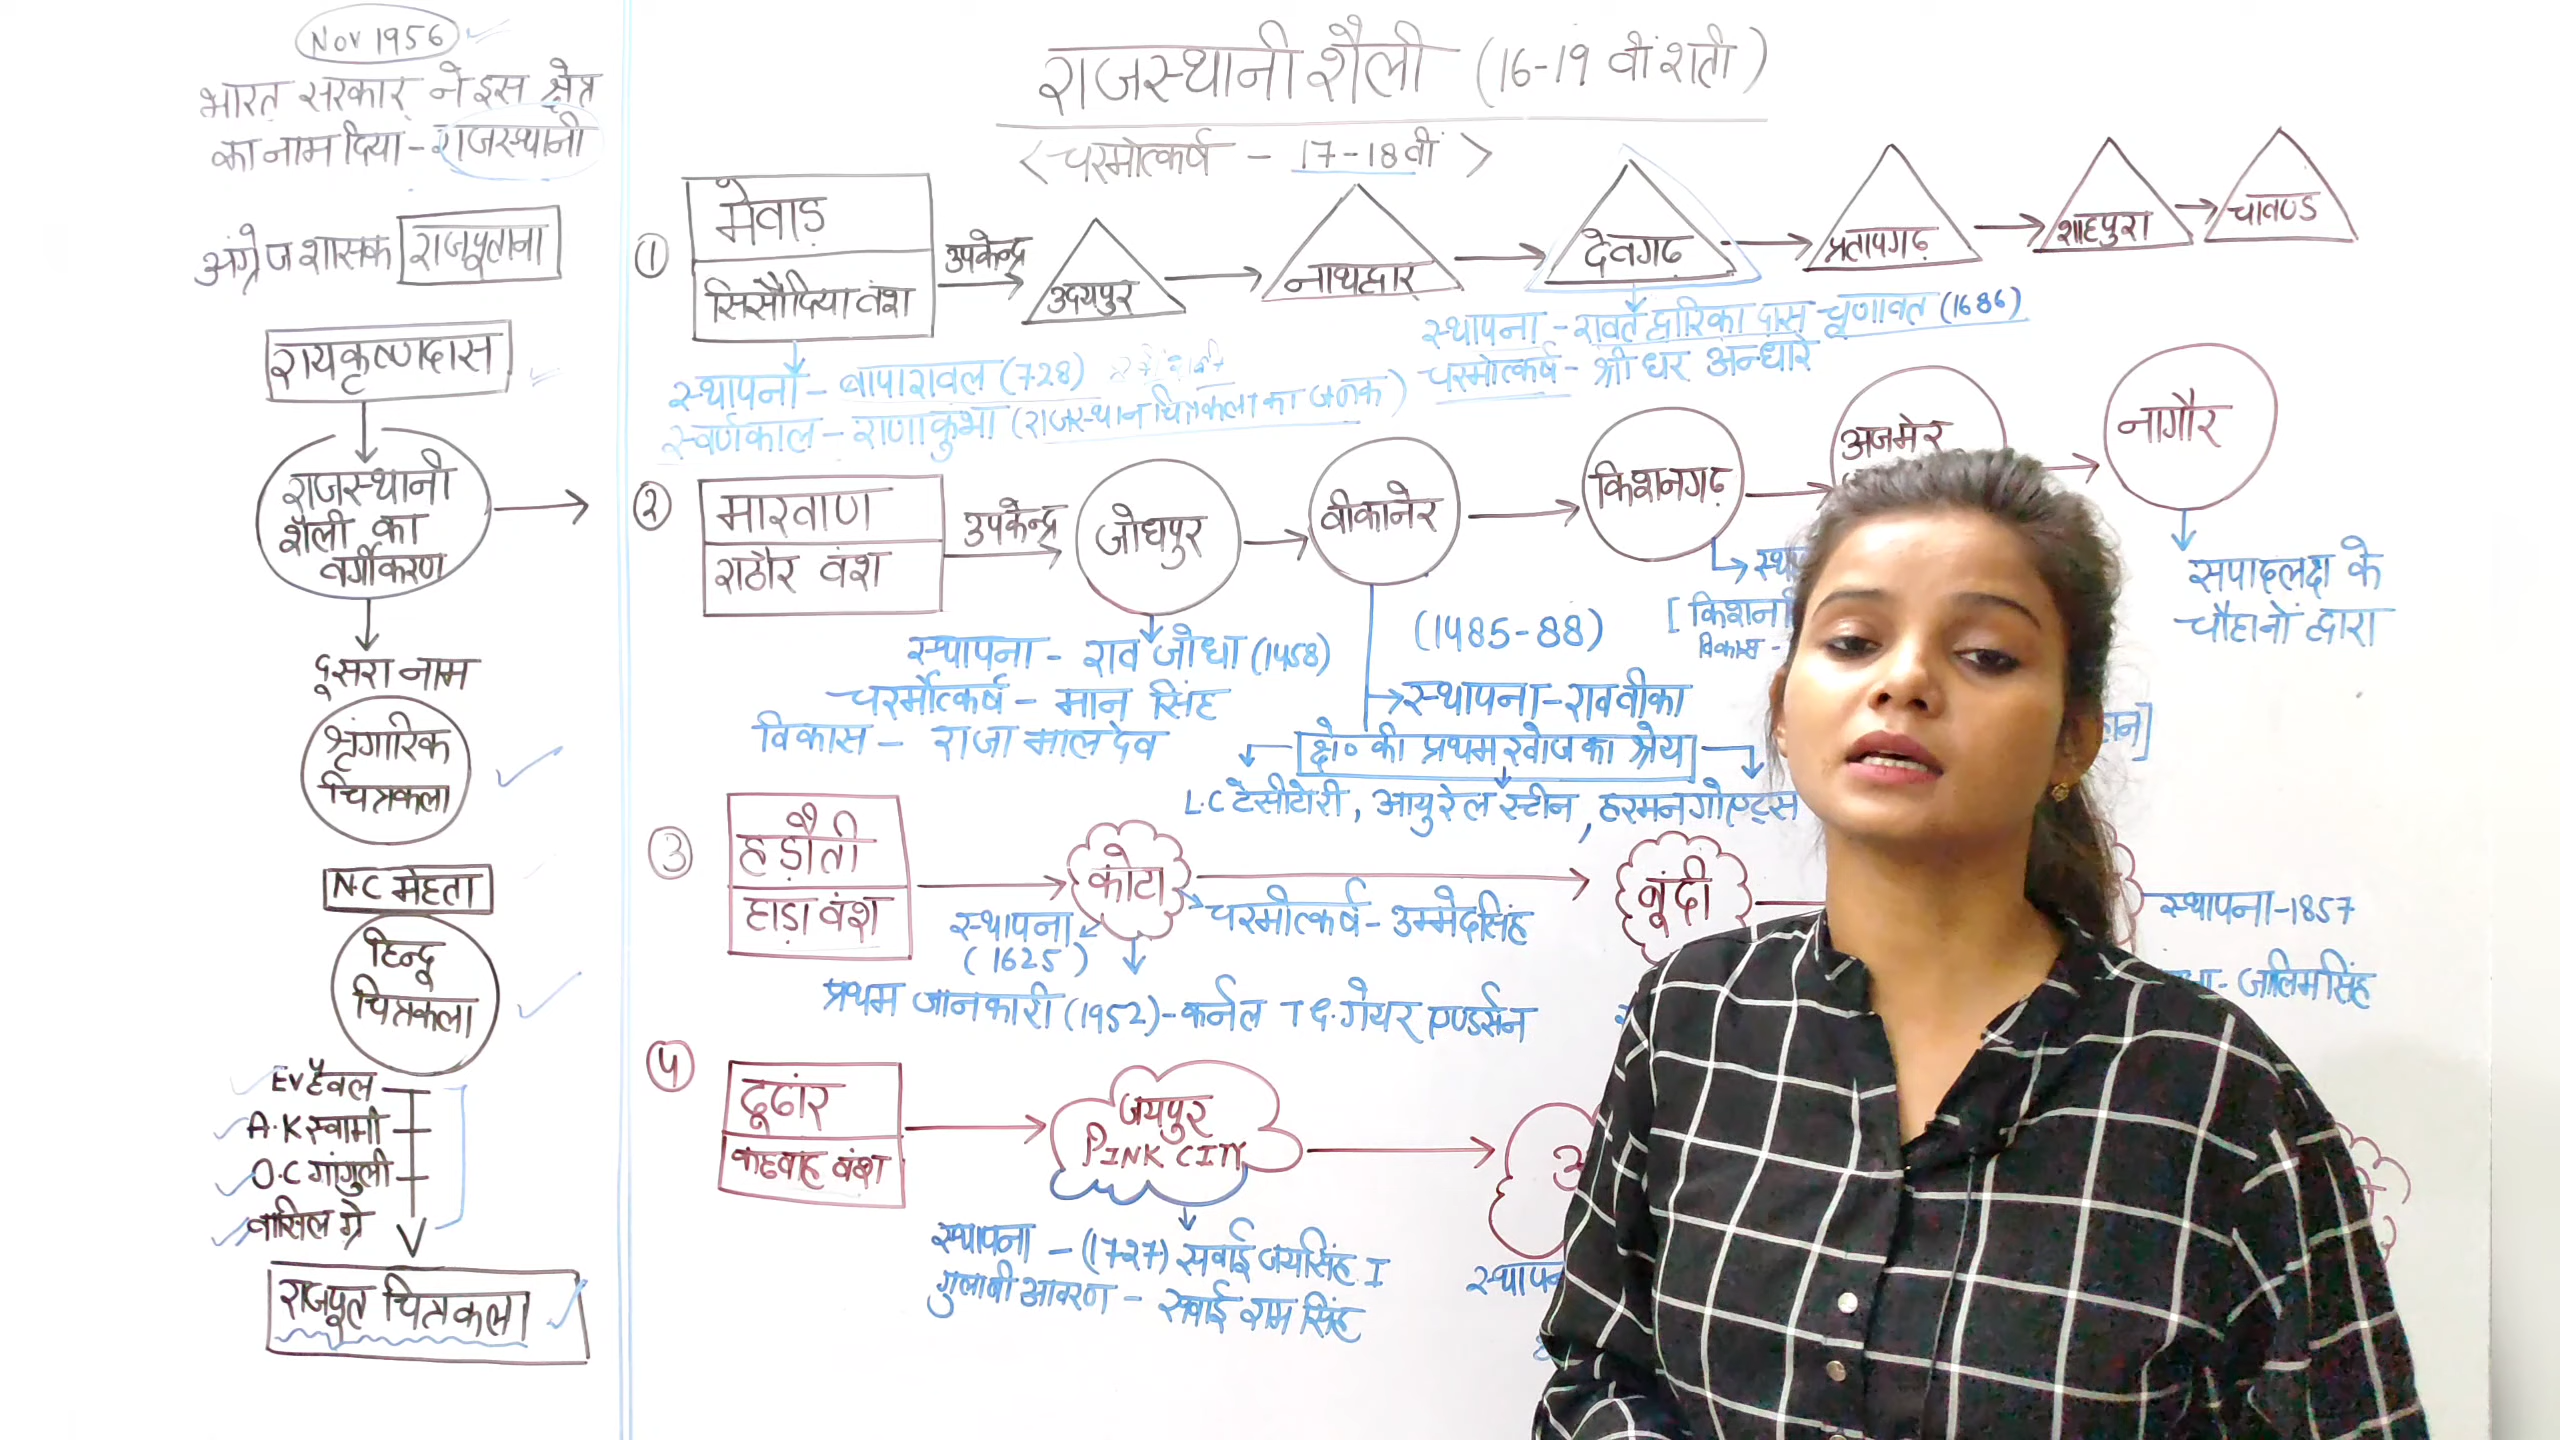 Nov 1956
भारत सरकार ने इस क्षेत्र
का नाम दिया - राजस्थानी
अंग्रेज शासक राजपूताना
रायकृष्णदास
राजस्थानी
शैली का
वर्गीकरण
दूसरा नाम
श्रृंगारिक
चित्रकला
N.C मेहता
हिन्दू
चित्रकला
EV हैवल
A.K स्वामी
O.C गांगुली
वासिल ग्रे
राजपूत चित्रकला
राजस्थानी शैली (16-19 वीं शती)
<चरमोत्कर्ष - 17-18वीं>
① मेवाड़
सिसौदिया वंश
उपकेन्द्र
उदयपुर
नाथद्वार
देवगढ़
प्रतापगढ़
शाहपुरा
चावण्ड
स्थापना - बापारावल (728)
स्वर्णकाल - राणाकुंभा (राजस्थान चित्रकला का जनक)
स्थापना - रावत द्वारिका दास चूणावत (1686)
चरमोत्कर्ष - श्री धर अन्धारे
② मारवाण
राठौर वंश
उपकेन्द्र
जोधपुर
बीकानेर
किशनगढ़
अजमेर
नागौर
स्थापना - राव जोधा (1458)
चरमोत्कर्ष - मान सिंह
विकास - राजा मालदेव
(1485-88)
स्थापना - राव बीका
क्षे० की प्रथम खोज का श्रेय
L.C टेसीटोरी, आयुरेल स्टीन, हरमन गोएट्स
[किशन
विकास -
सपादलक्ष के
चौहानों द्वारा
③ हड़ौती
हाड़ा वंश
कोटा
बूंदी
स्थापना
(1625)
चरमोत्कर्ष - उम्मेदसिंह
प्रथम जानकारी (1952) - कर्नल T.G. गेयर एण्डर्सन
स्थापना - 1857
जालिमसिंह
④ ढूढांर
कछवाह वंश
जयपुर
PINK CITY
स्थापना - (1727) सवाई जयसिंह I
गुलाबी आवरण - सवाई राम सिंह